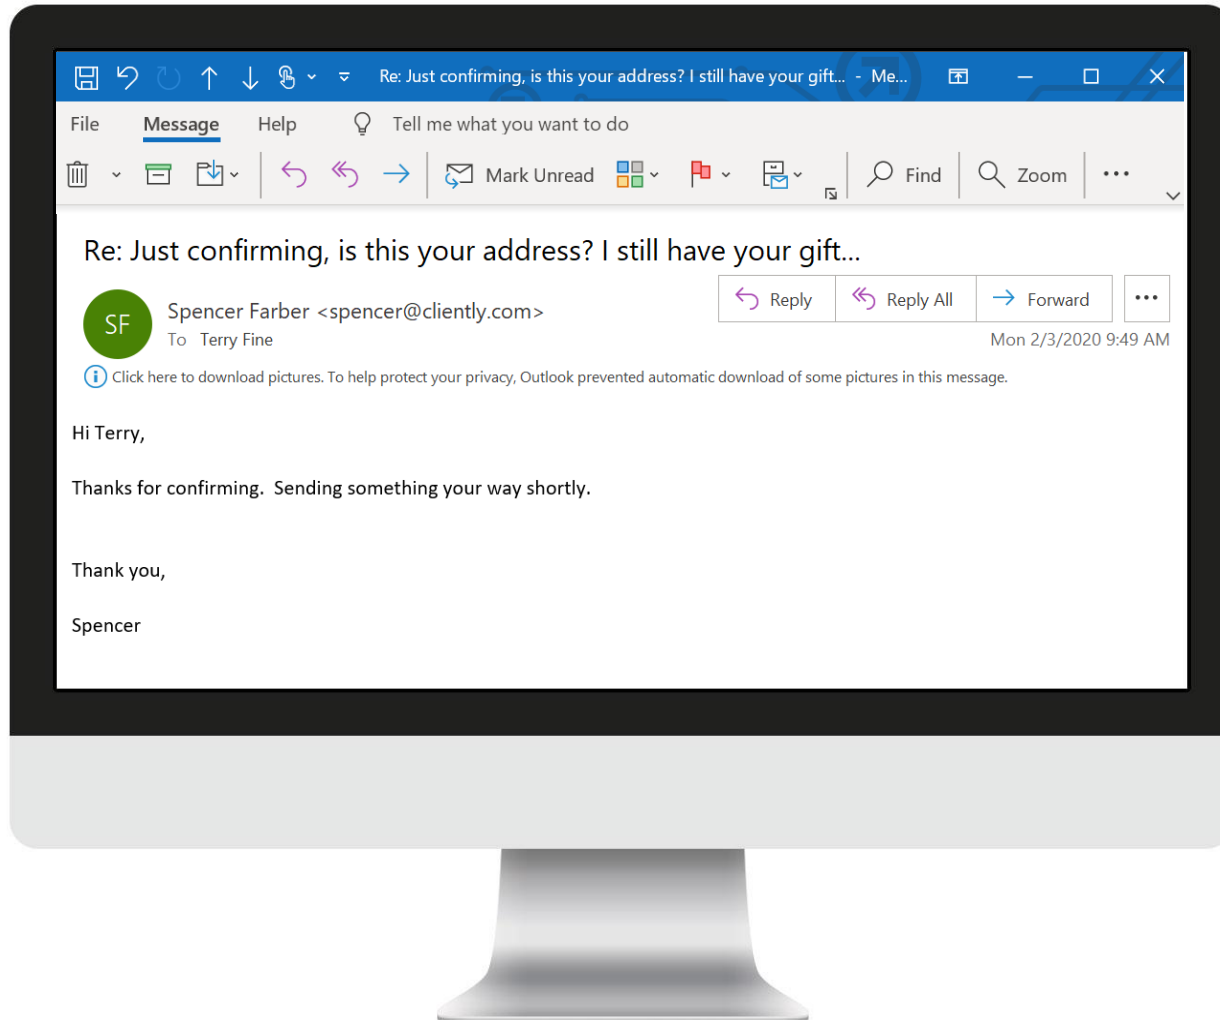 Re: Just confirming, is this your address? I still have your gift... - Me...
File Message Help Tell me what you want to do
Mark Unread Find Zoom ...
Re: Just confirming, is this your address? I still have your gift...
SF
Spencer Farber <spencer@cliently.com>
To Terry Fine
Reply Reply All Forward ...
Mon 2/3/2020 9:49 AM
Click here to download pictures. To help protect your privacy, Outlook prevented automatic download of some pictures in this message.
Hi Terry,
Thanks for confirming.  Sending something your way shortly.
Thank you,
Spencer